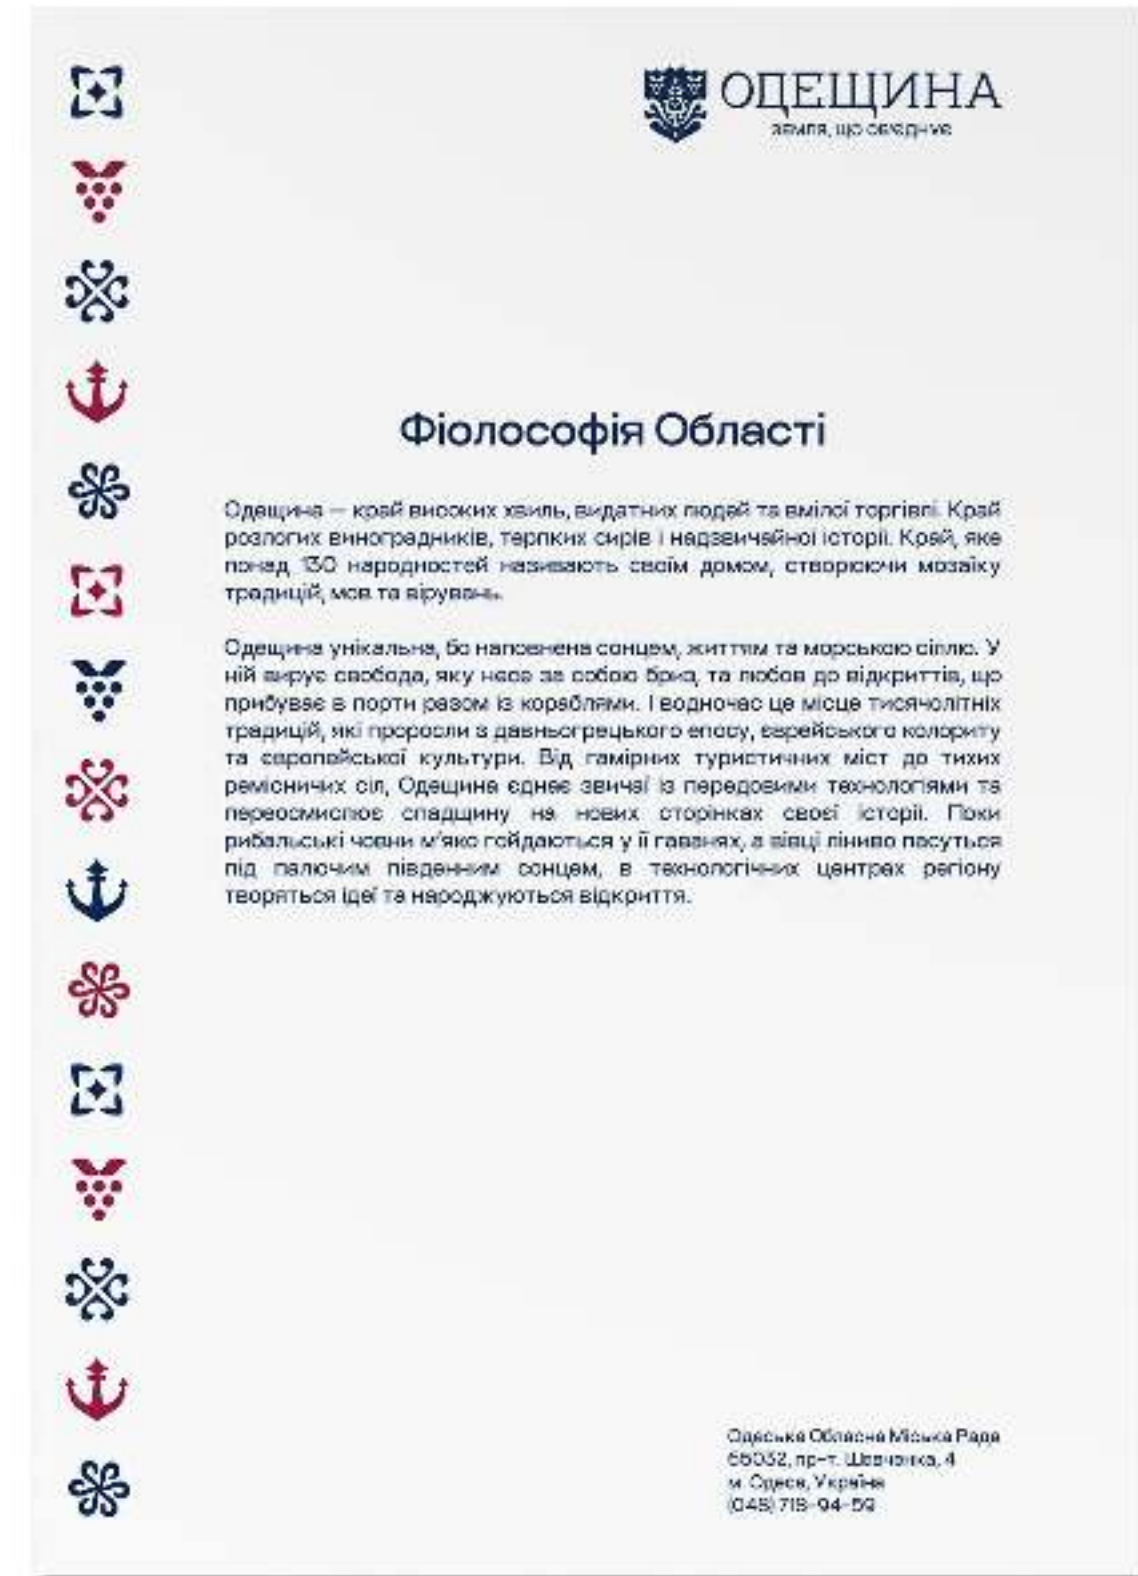 ОДЕЩИНА
ЗЕМЛЯ, ЩО ОБ'ЄДНУЄ
Фіолософія Області
Одещина — край високих хвиль, видатних людей та вмілої торгівлі. Край
розлогих виноградників, терпких сирів і надзвичайної історії. Край, яке
понад 130 народностей називають своїм домом, створюючи мозаїку
традицій, мов та вірувань.
Одещина унікальна, бо наповнена сонцем, життям та морською сіллю. У
ній вирує свобода, яку несе за собою бриз, та любов до відкриттів, що
прибуває в порти разом із кораблями. І водночас це місце тисячолітніх
традицій, які проросли з давньогрецького епосу, єврейського колориту
та європейської культури. Від гамірних туристичних міст до тихих
ремісничих сіл, Одещина єднає звичаї із передовими технологіями та
переосмислює спадщину на нових сторінках своєї історії. Поки
рибальські човни м'яко гойдаються у її гаванях, а вівці ліниво пасуться
під палючим південним сонцем, в технологічних центрах регіону
творяться ідеї та народжуються відкриття.
Одеська Обласна Міська Рада
65032, пр-т. Шевченка, 4
м. Одеса, Україна
(048) 718-94-59